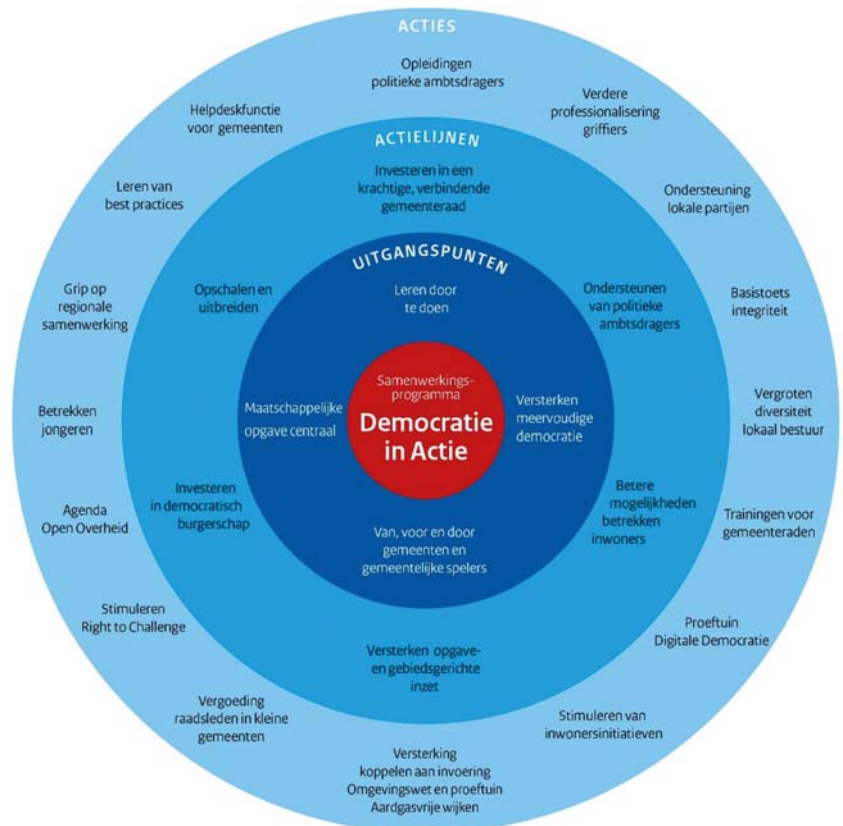 ACTIES
Opleidingen
politieke ambtsdragers
Verdere
professionalisering
griffiers
Ondersteuning
lokale partijen
Basistoets
integriteit
Vergroten
diversiteit
lokaal bestuur
Trainingen voor
gemeenteraden
Proeftuin
Digitale Democratie
Stimuleren van
inwonersinitiatieven
Versterking
koppelen aan invoering
Omgevingswet en proeftuin
Aardgasvrije wijken
Vergoeding
raadsleden in kleine
gemeenten
Stimuleren
Right to Challenge
Agenda
Open Overheid
Betrekken
jongeren
Grip op
regionale
samenwerking
Leren van
best practices
Helpdeskfunctie
voor gemeenten
ACTIELIJNEN
Investeren in een
krachtige, verbindende
gemeenteraad
Ondersteunen
van politieke
ambtsdragers
Betere
mogelijkheden
betrekken
inwoners
Versterken opgave-
en gebiedsgerichte
inzet
Investeren
in democratisch
burgerschap
Opschalen en
uitbreiden
UITGANGSPUNTEN
Leren door
te doen
Versterken
meervoudige
democratie
Van, voor en door
gemeenten en
gemeentelijke spelers
Maatschappelijke
opgave centraal
Samenwerkings-
programma
Democratie
in Actie